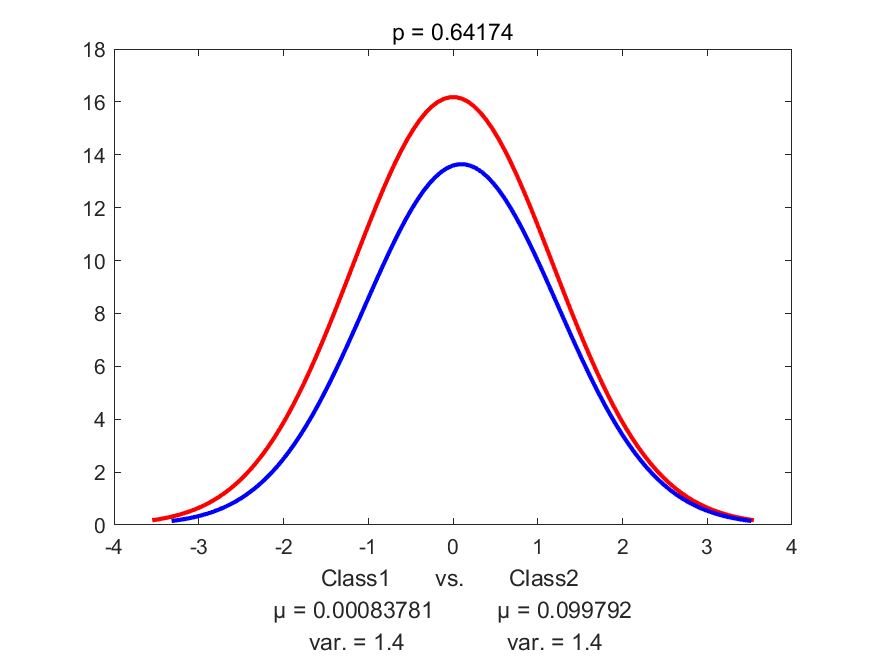 p = 0.64174
18
16
14
12
10
8
6
4
2
0
-4 -3 -2 -1 0 1 2 3 4
Class1 vs. Class2
μ = 0.00083781 μ = 0.099792
var. = 1.4 var. = 1.4